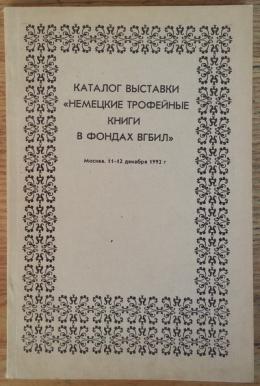 КАТАЛОГ ВЫСТАВКИ
«НЕМЕЦКИЕ ТРОФЕЙНЫЕ
КНИГИ
В ФОНДАХ ВГБИЛ»
Москва, 11-12 декабря 1992 г